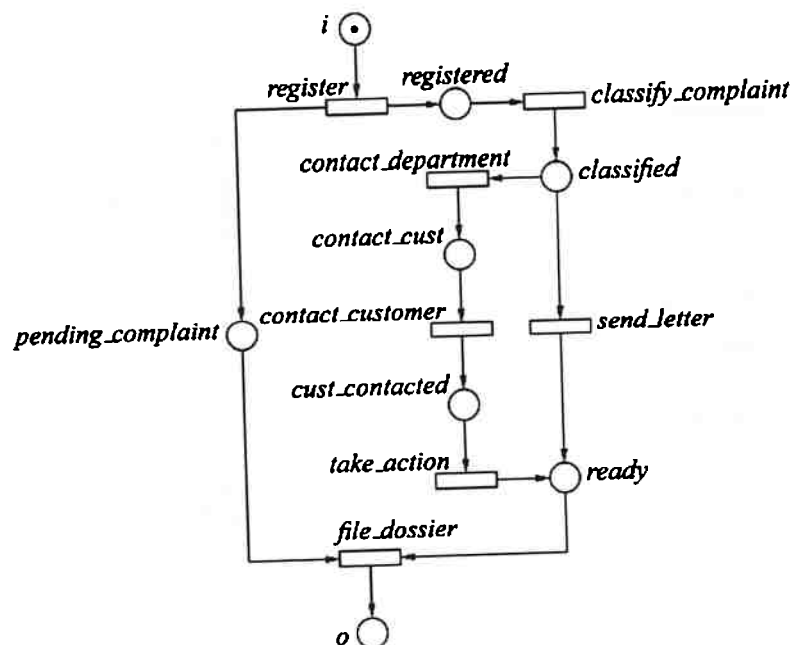 i
register
registered
classify_complaint
contact_department
classified
contact_cust
pending_complaint
contact_customer
send_letter
cust_contacted
take_action
ready
file_dossier
o